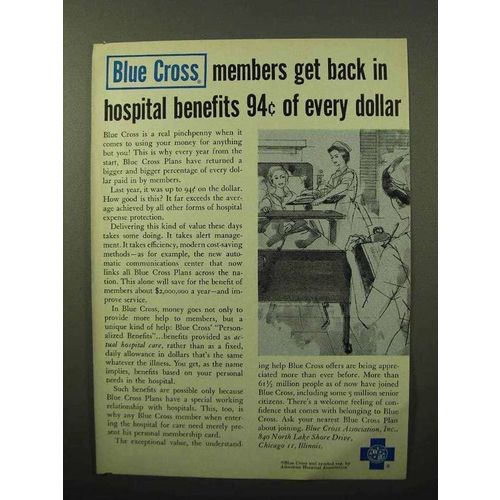 Blue Cross® members get back in
hospital benefits 94¢ of every dollar
Blue Cross is a real pinchpenny when it
comes to using your money for anything
but you! This is why every year from the
start, Blue Cross Plans have returned a
bigger and bigger percentage of every dol-
lar paid in by members.
Last year, it was up to 94¢ on the dollar.
How good is this? It far exceeds the aver-
age achieved by all other forms of hospital
expense protection.
Delivering this kind of value these days
takes some doing. It takes alert manage-
ment. It takes efficiency, modern cost-saving
methods—as for example, the new auto-
matic communications center that now
links all Blue Cross Plans across the na-
tion. This alone will save for the benefit of
members about $2,000,000 a year—and im-
prove service.
In Blue Cross, money goes not only to
provide more help to members, but a
unique kind of help: Blue Cross' "Person-
alized Benefits"...benefits provided as ac-
tual hospital care, rather than as a fixed,
daily allowance in dollars that's the same
whatever the illness. You get, as the name
implies, benefits based on your personal
needs in the hospital.
Such benefits are possible only because
Blue Cross Plans have a special working
relationship with hospitals. This, too, is
why any Blue Cross member when enter-
ing the hospital for care need merely pre-
sent his personal membership card.
The exceptional value, the understand-
ing help Blue Cross offers are being appre-
ciated more than ever before. More than
61½ million people as of now have joined
Blue Cross, including some 5 million senior
citizens. There's a welcome feeling of con-
fidence that comes with belonging to Blue
Cross. Ask your nearest Blue Cross Plan
about joining. Blue Cross Association, Inc.,
840 North Lake Shore Drive,
Chicago 11, Illinois.
®Blue Cross and symbol reg. by
American Hospital Association
®